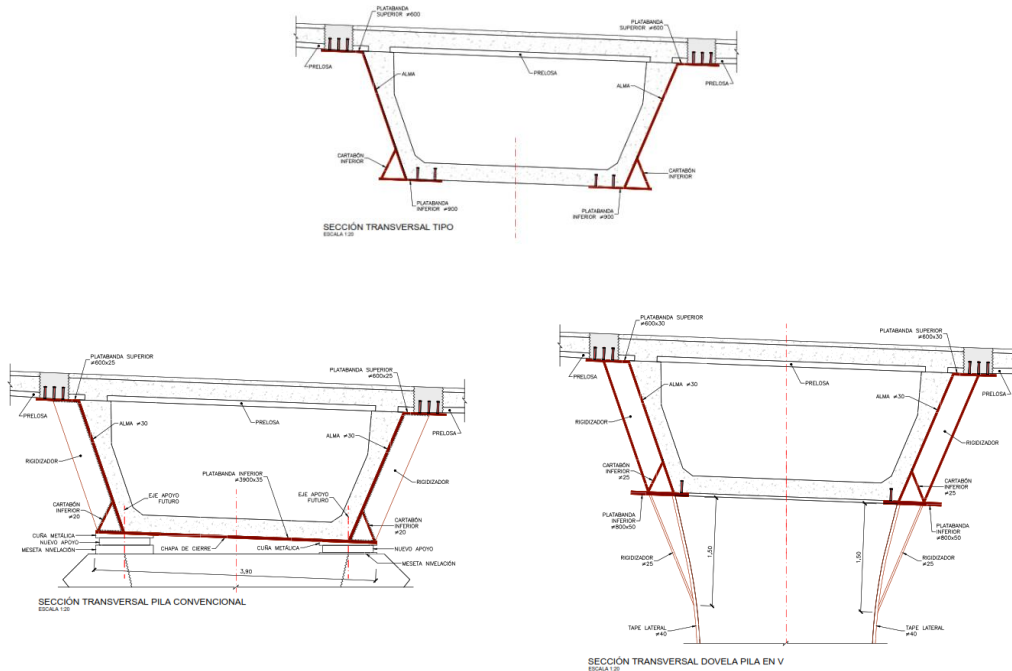 PLATABANDA
SUPERIOR ≠600
PLATABANDA
SUPERIOR ≠600
PRELOSA
PRELOSA
PRELOSA
ALMA
ALMA
CARTABÓN
INFERIOR
CARTABÓN
INFERIOR
PLATABANDA
INFERIOR ≠900
PLATABANDA
INFERIOR ≠900
SECCIÓN TRANSVERSAL TIPO
ESCALA 1:20
PLATABANDA SUPERIOR
≠600x25
PLATABANDA SUPERIOR
≠600x25
PRELOSA
PRELOSA
PRELOSA
ALMA ≠30
ALMA ≠30
RIGIDIZADOR
RIGIDIZADOR
PLATABANDA INFERIOR
≠3900x35
EJE APOYO
FUTURO
EJE APOYO
FUTURO
CARTABÓN
INFERIOR
≠20
CARTABÓN
INFERIOR
≠20
CUÑA METÁLICA
NUEVO APOYO
MESETA NIVELACIÓN
CHAPA DE CIERRE
CUÑA METÁLICA
NUEVO APOYO
MESETA NIVELACIÓN
3,90
SECCIÓN TRANSVERSAL PILA CONVENCIONAL
ESCALA 1:20
PLATABANDA SUPERIOR
≠600x30
PLATABANDA SUPERIOR
≠600x30
PRELOSA
PRELOSA
PRELOSA
ALMA ≠30
ALMA ≠30
RIGIDIZADOR
RIGIDIZADOR
CARTABÓN
INFERIOR
≠25
CARTABÓN
INFERIOR
≠25
PLATABANDA
INFERIOR
≠800x50
PLATABANDA
INFERIOR
≠800x50
RIGIDIZADOR
≠25
RIGIDIZADOR
≠25
1,50
1,50
TAPE LATERAL
≠40
TAPE LATERAL
≠40
SECCIÓN TRANSVERSAL DOVELA PILA EN V
ESCALA 1:20